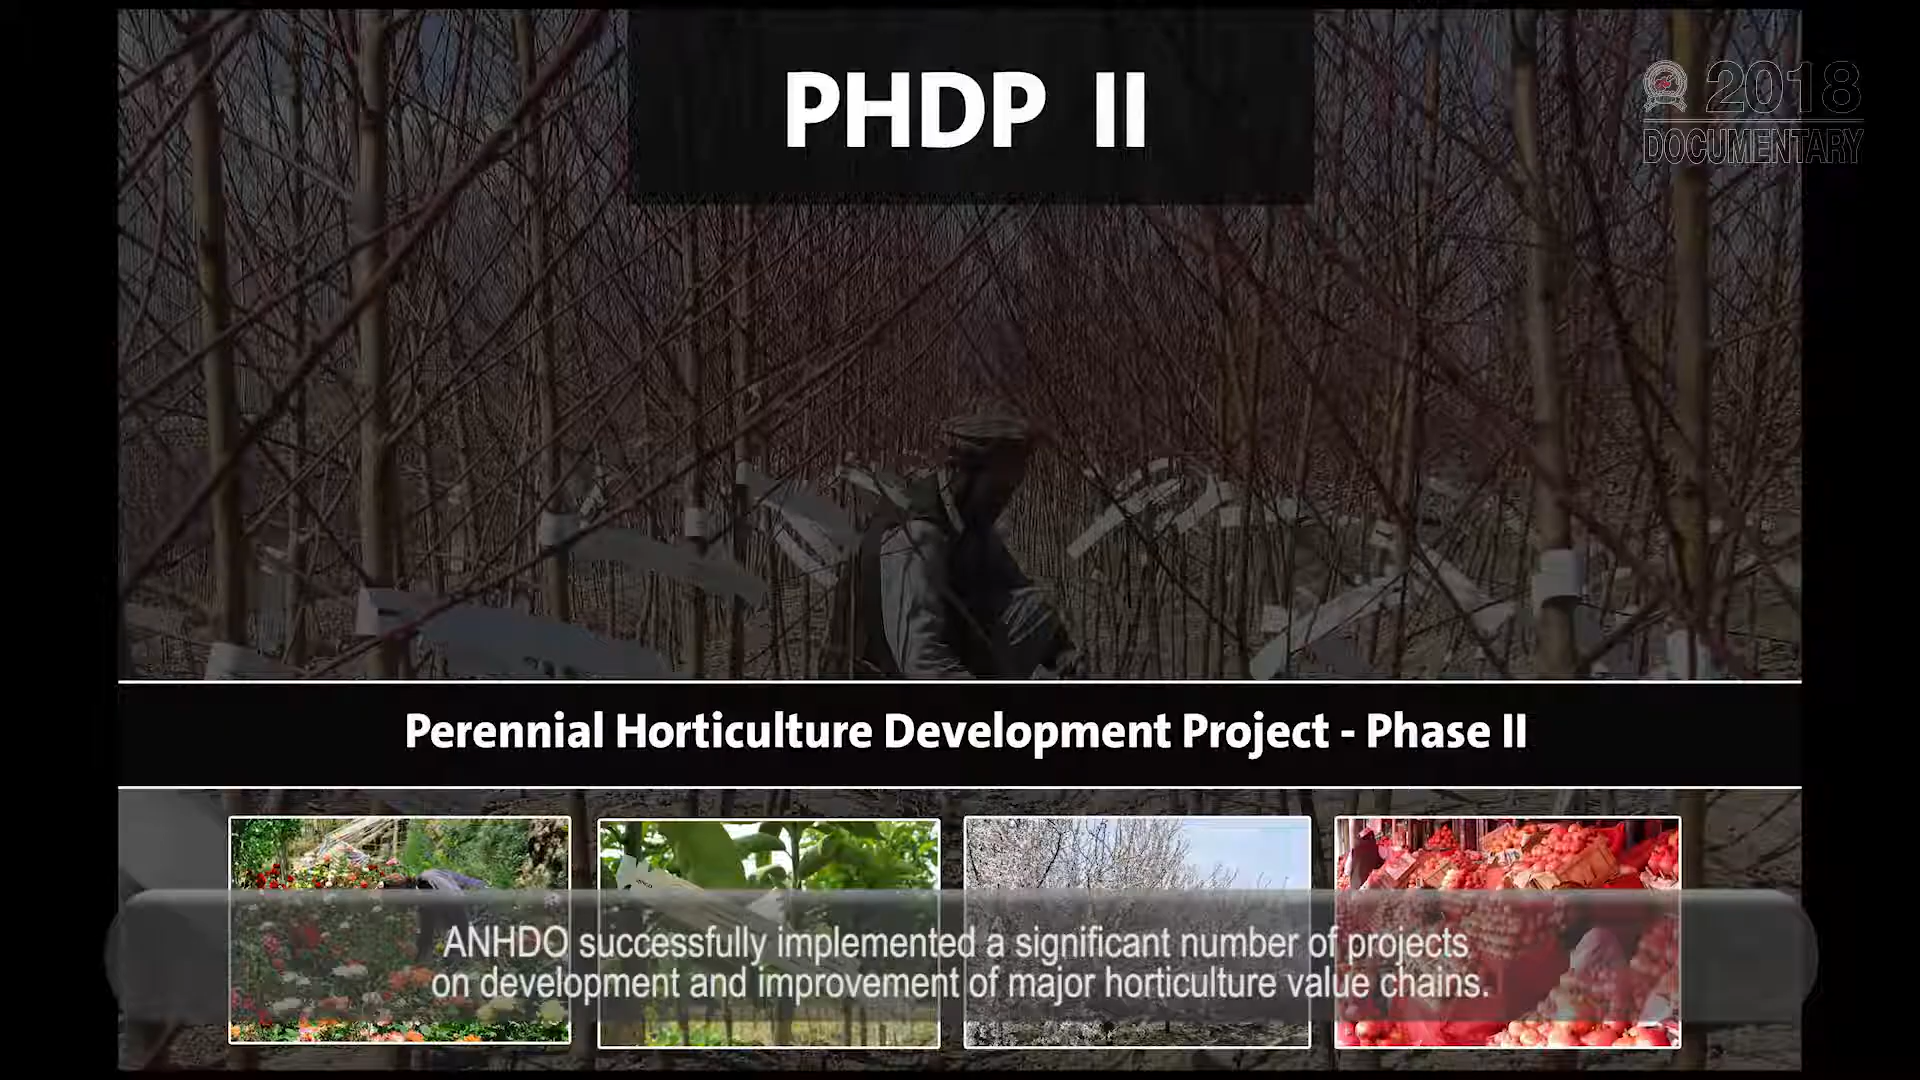 PHDP II
2018
DOCUMENTARY
Perennial Horticulture Development Project - Phase II
ANHDO successfully implemented a significant number of projects
on development and improvement of major horticulture value chains.